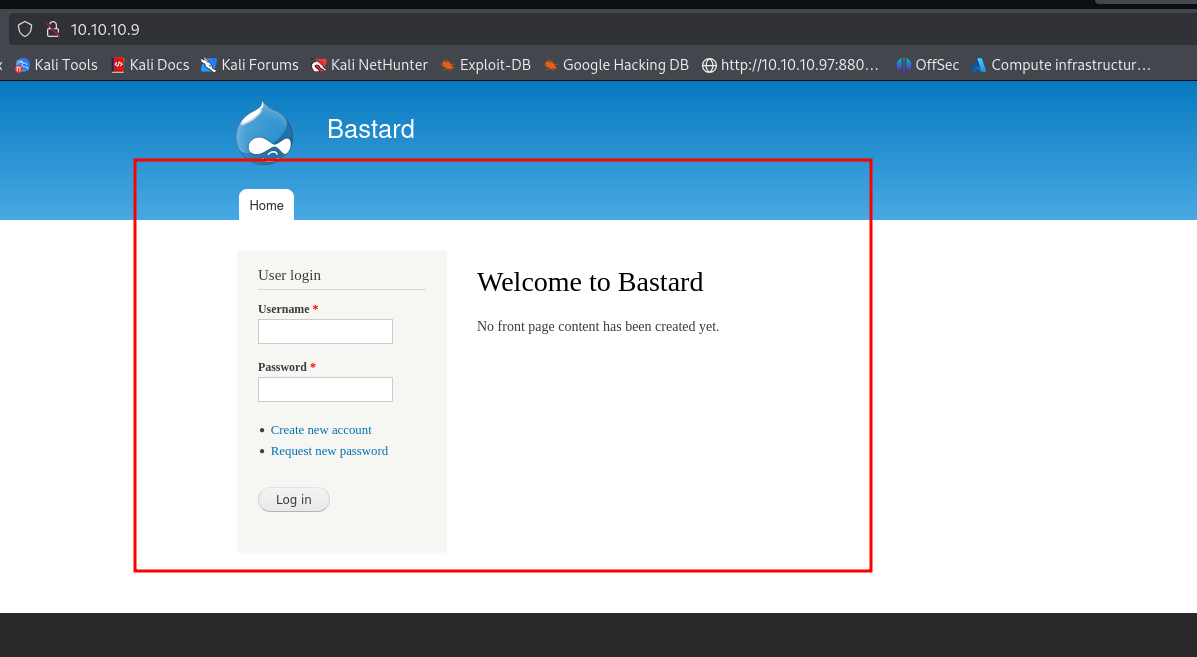 10.10.10.9
Kali Tools Kali Docs Kali Forums Kali NetHunter Exploit-DB Google Hacking DB http://10.10.10.97:880… OffSec Compute infrastructur…
Bastard
Home
User login
Username *
Password *
Create new account
Request new password
Log in
Welcome to Bastard
No front page content has been created yet.